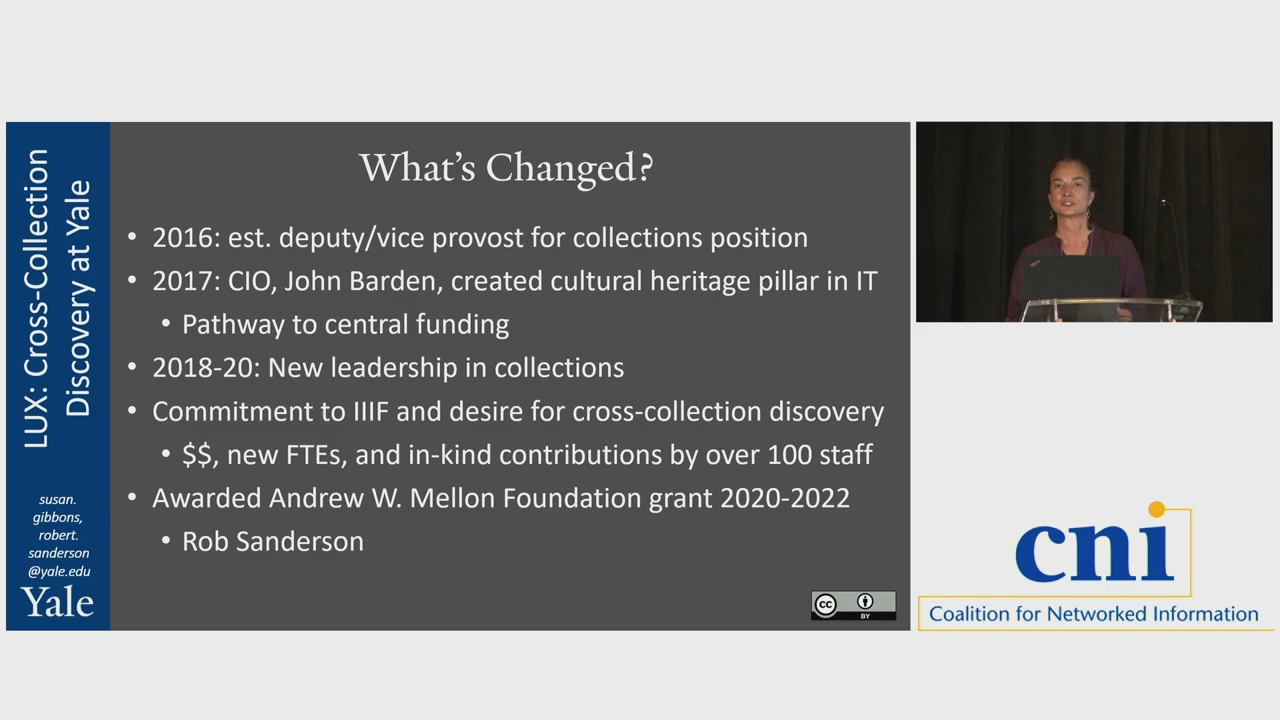 LUX: Cross-Collection
Discovery at Yale
susan.
gibbons,
robert.
sanderson
@yale.edu
Yale
What's Changed?
• 2016: est. deputy/vice provost for collections position
• 2017: CIO, John Barden, created cultural heritage pillar in IT
• Pathway to central funding
• 2018-20: New leadership in collections
• Commitment to IIIF and desire for cross-collection discovery
• $$, new FTEs, and in-kind contributions by over 100 staff
• Awarded Andrew W. Mellon Foundation grant 2020-2022
• Rob Sanderson
cc
BY
cni
Coalition for Networked Information